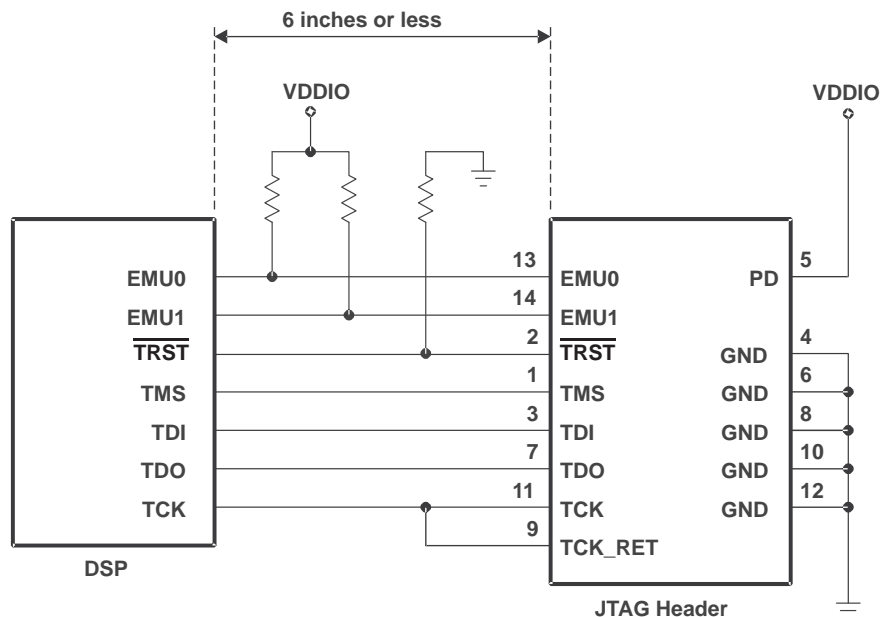 6 inches or less
VDDIO
VDDIO
13
5
EMU0
EMU0
PD
14
EMU1
EMU1
2
4
TRST
TRST
GND
1
6
TMS
TMS
GND
3
8
TDI
TDI
GND
7
10
TDO
TDO
GND
11
12
TCK
TCK
GND
9
TCK_RET
DSP
JTAG Header